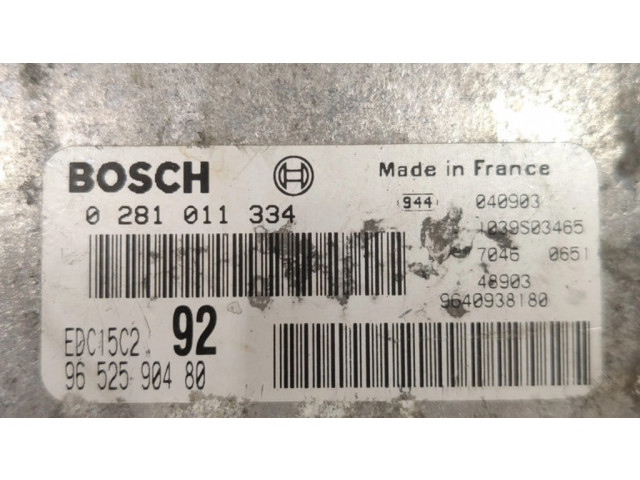 BOSCH
Made in France
0 281 011 334
944
040903
1039S03465
7046 0651
48903
9640938180
EDC15C2
92
96 525 904 80